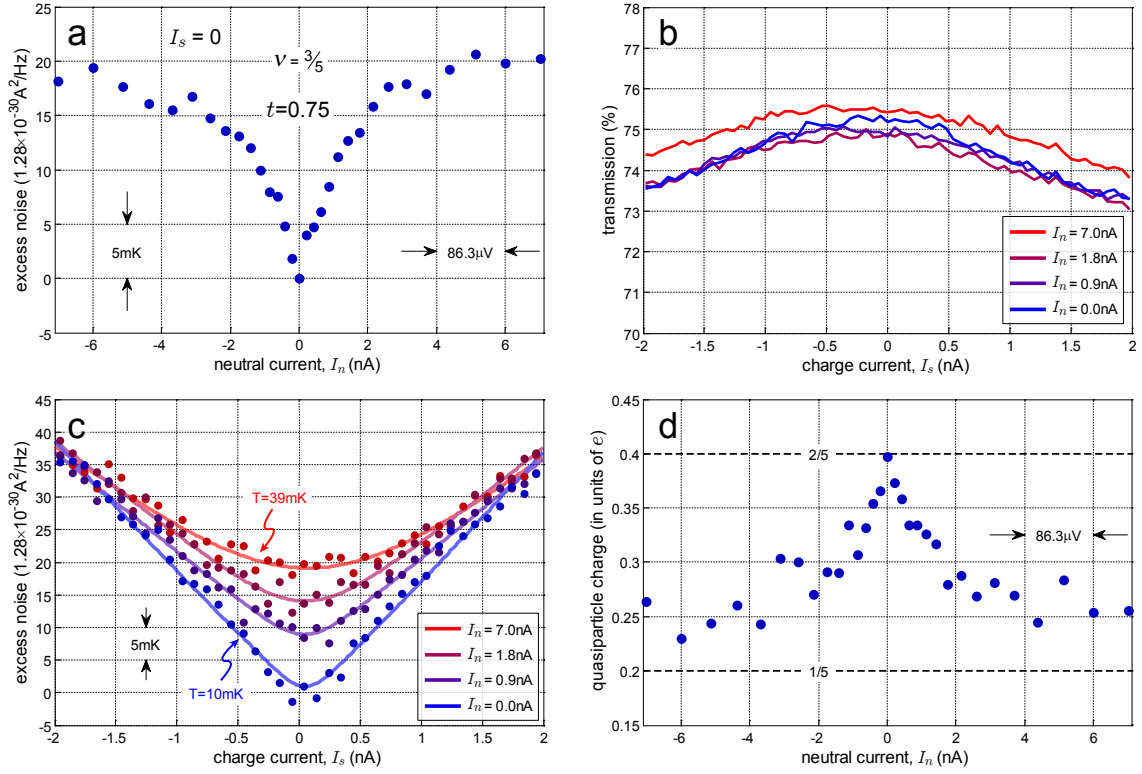 a
I_s = 0
ν = 3/5
t=0.75
5mK
86.3μV
25
20
15
10
5
0
-5
-6 -4 -2 0 2 4 6
excess noise (1.28×10⁻³⁰A²/Hz)
neutral current, I_n (nA)
b
78
77
76
75
74
73
72
71
70
-2 -1.5 -1 -0.5 0 0.5 1 1.5 2
transmission (%)
charge current, I_s (nA)
I_n = 7.0nA
I_n = 1.8nA
I_n = 0.9nA
I_n = 0.0nA
c
T=39mK
5mK
T=10mK
45
40
35
30
25
20
15
10
5
0
-5
-2 -1.5 -1 -0.5 0 0.5 1 1.5 2
excess noise (1.28×10⁻³⁰A²/Hz)
charge current, I_s (nA)
I_n = 7.0nA
I_n = 1.8nA
I_n = 0.9nA
I_n = 0.0nA
d
2/5
86.3μV
1/5
0.45
0.4
0.35
0.3
0.25
0.2
0.15
-6 -4 -2 0 2 4 6
quasiparticle charge (in units of e)
neutral current, I_n (nA)